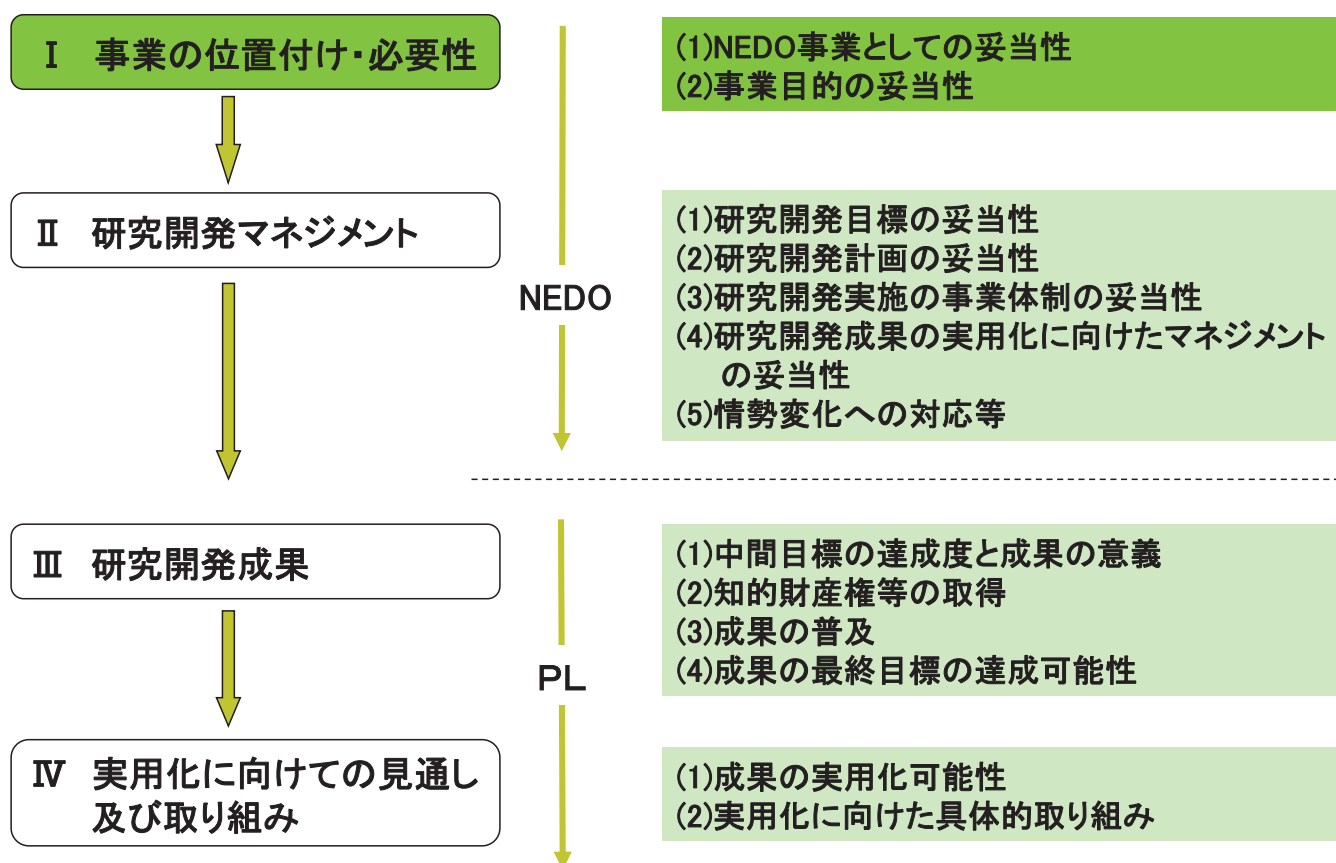 Ⅰ 事業の位置付け・必要性
(1)NEDO事業としての妥当性
(2)事業目的の妥当性
Ⅱ 研究開発マネジメント
NEDO
(1)研究開発目標の妥当性
(2)研究開発計画の妥当性
(3)研究開発実施の事業体制の妥当性
(4)研究開発成果の実用化に向けたマネジメント
の妥当性
(5)情勢変化への対応等
Ⅲ 研究開発成果
PL
(1)中間目標の達成度と成果の意義
(2)知的財産権等の取得
(3)成果の普及
(4)成果の最終目標の達成可能性
Ⅳ 実用化に向けての見通し
及び取り組み
(1)成果の実用化可能性
(2)実用化に向けた具体的取り組み